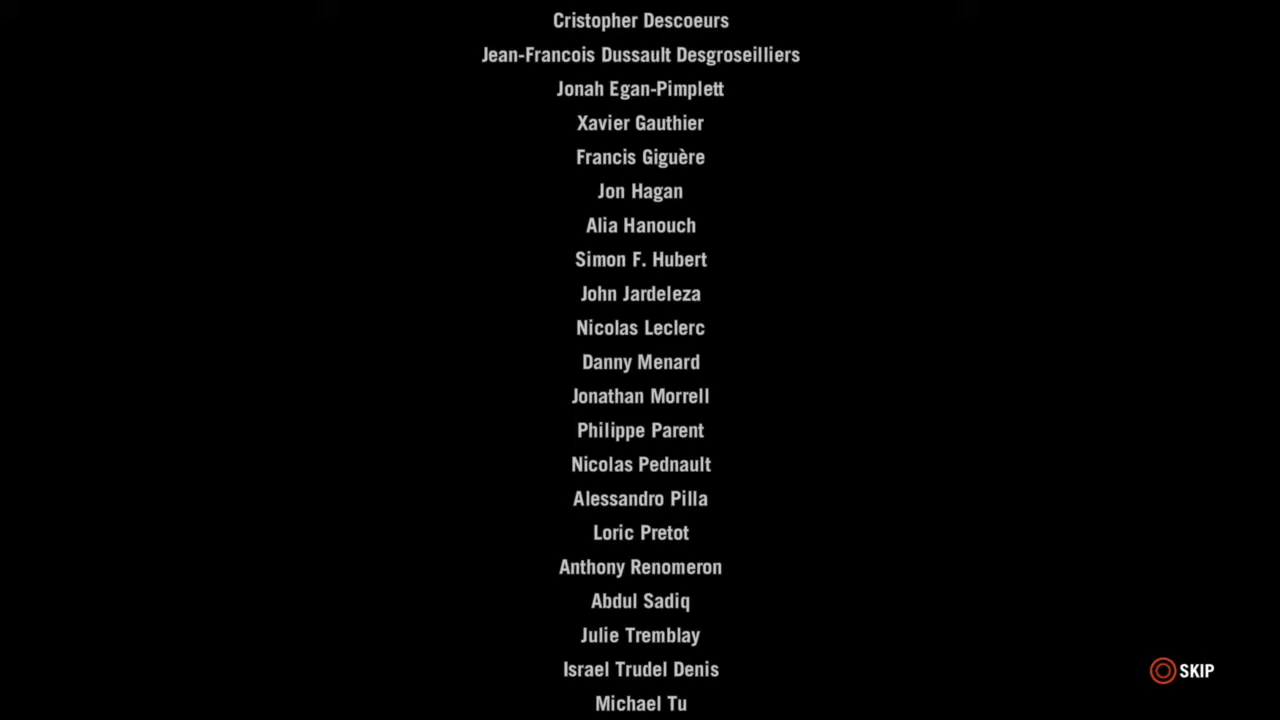 Cristopher Descoeurs
Jean-Francois Dussault Desgroseilliers
Jonah Egan-Pimplett
Xavier Gauthier
Francis Giguère
Jon Hagan
Alia Hanouch
Simon F. Hubert
John Jardeleza
Nicolas Leclerc
Danny Menard
Jonathan Morrell
Philippe Parent
Nicolas Pednault
Alessandro Pilla
Loric Pretot
Anthony Renomeron
Abdul Sadiq
Julie Tremblay
Israel Trudel Denis
SKIP
Michael Tu